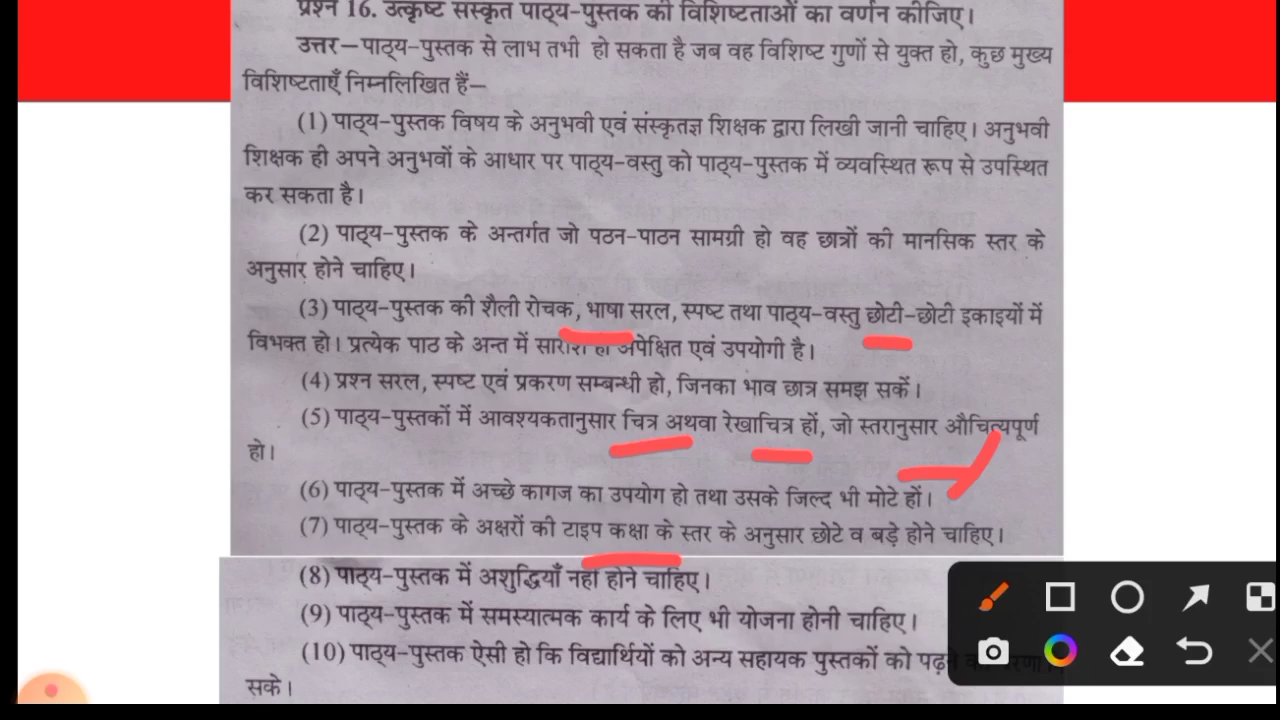 प्रश्न 16. उत्कृष्ट संस्कृत पाठ्य-पुस्तक की विशिष्टताओं का वर्णन कीजिए।
उत्तर—पाठ्य-पुस्तक से लाभ तभी हो सकता है जब वह विशिष्ट गुणों से युक्त हो, कुछ मुख्य
विशिष्टताएँ निम्नलिखित हैं—
(1) पाठ्य-पुस्तक विषय के अनुभवी एवं संस्कृतज्ञ शिक्षक द्वारा लिखी जानी चाहिए। अनुभवी
शिक्षक ही अपने अनुभवों के आधार पर पाठ्य-वस्तु को पाठ्य-पुस्तक में व्यवस्थित रूप से उपस्थित
कर सकता है।
(2) पाठ्य-पुस्तक के अन्तर्गत जो पठन-पाठन सामग्री हो वह छात्रों की मानसिक स्तर के
अनुसार होने चाहिए।
(3) पाठ्य-पुस्तक की शैली रोचक, भाषा सरल, स्पष्ट तथा पाठ्य-वस्तु छोटी-छोटी इकाइयों में
विभक्त हो। प्रत्येक पाठ के अन्त में अपेक्षित एवं उपयोगी है।
(4) प्रश्न सरल, स्पष्ट एवं प्रकरण सम्बन्धी हो, जिनका भाव छात्र समझ सकें।
(5) पाठ्य-पुस्तकों में आवश्यकतानुसार चित्र अथवा रेखाचित्र हों, जो स्तरानुसार औचित्यपूर्ण
हो।
(6) पाठ्य-पुस्तक में अच्छे कागज का उपयोग हो तथा उसके जिल्द भी मोटे हों।
(7) पाठ्य-पुस्तक के अक्षरों की टाइप कक्षा के स्तर के अनुसार छोटे व बड़े होने चाहिए।
(8) पाठ्य-पुस्तक में अशुद्धियाँ नहीं होने चाहिए।
(9) पाठ्य-पुस्तक में समस्यात्मक कार्य के लिए भी योजना होनी चाहिए।
(10) पाठ्य-पुस्तक ऐसी हो कि विद्यार्थियों को अन्य सहायक पुस्तकों को
सके।